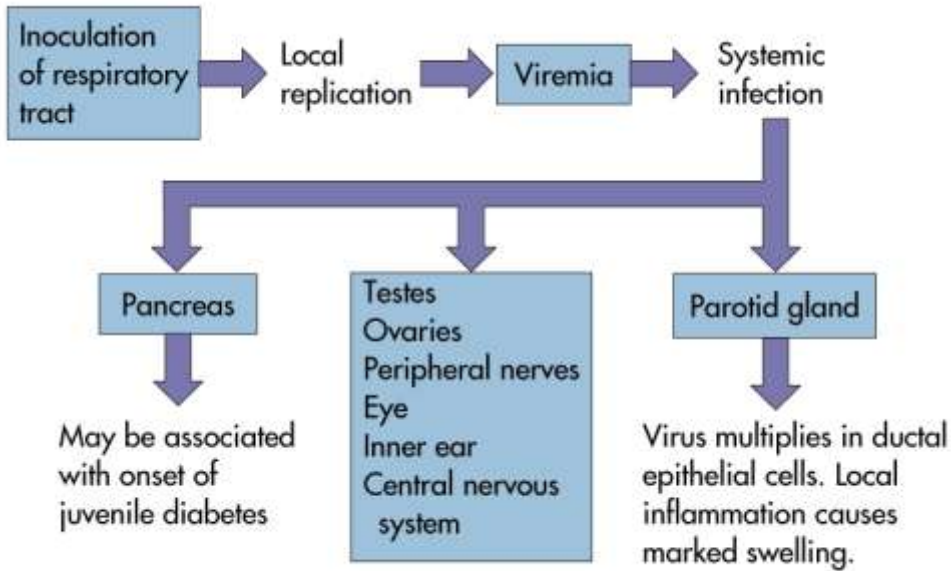 Inoculation
of respiratory
tract
Local
replication
Viremia
Systemic
infection
Pancreas
May be associated
with onset of
juvenile diabetes
Testes
Ovaries
Peripheral nerves
Eye
Inner ear
Central nervous
system
Parotid gland
Virus multiplies in ductal
epithelial cells. Local
inflammation causes
marked swelling.